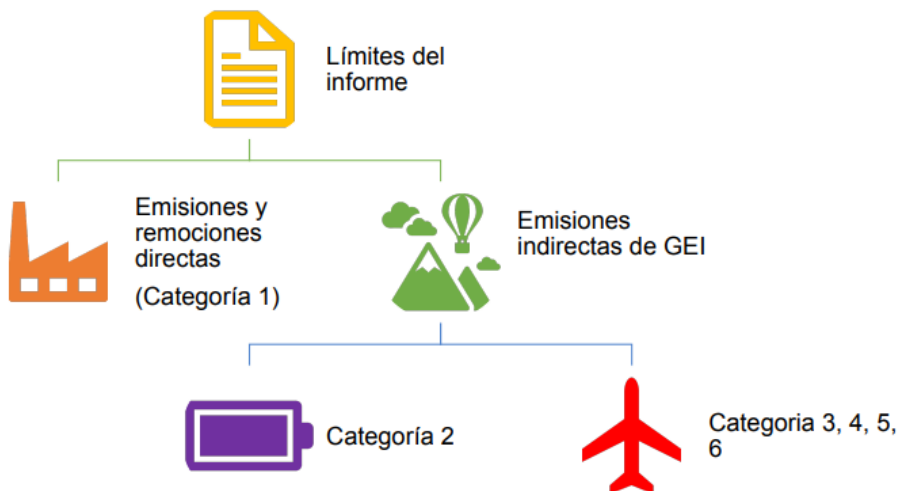 Límites del
informe
Emisiones y
remociones
directas
(Categoría 1)
Emisiones
indirectas de GEI
Categoría 2
Categoria 3, 4, 5,
6